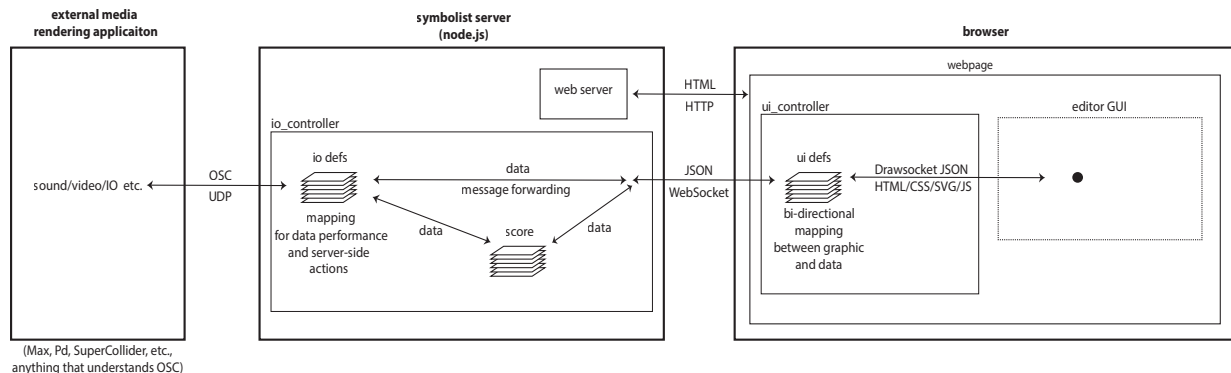 external media
rendering applicaiton
sound/video/IO etc.
(Max, Pd, SuperCollider, etc.,
anything that understands OSC)
OSC
UDP
symbolist server
(node.js)
web server
io_controller
io defs
mapping
for data performance
and server-side
actions
data
message forwarding
data
score
data
HTML
HTTP
JSON
WebSocket
browser
webpage
ui_controller
ui defs
bi-directional
mapping
between graphic
and data
Drawsocket JSON
HTML/CSS/SVG/JS
editor GUI